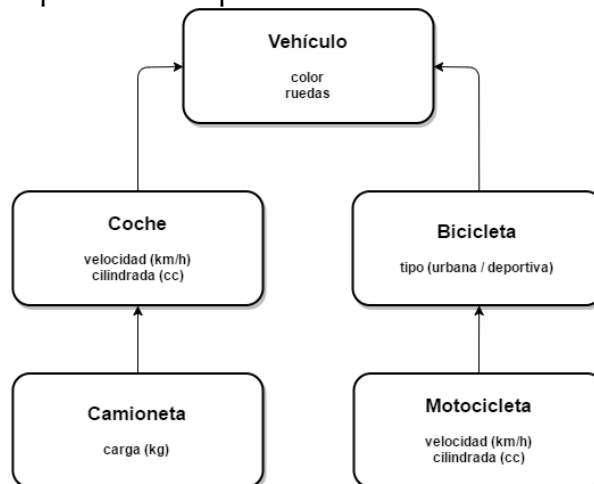 Vehículo
color
ruedas
Coche
velocidad (km/h)
cilindrada (cc)
Bicicleta
tipo (urbana / deportiva)
Camioneta
carga (kg)
Motocicleta
velocidad (km/h)
cilindrada (cc)